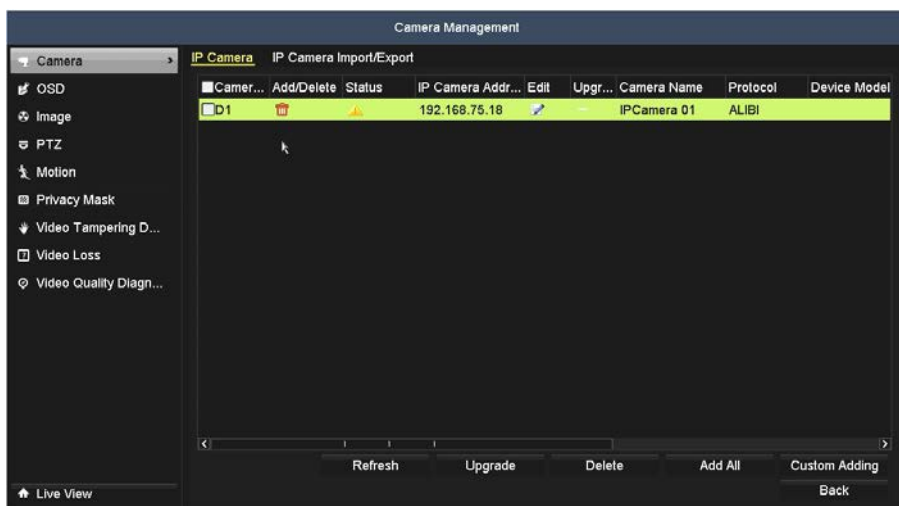 Camera Management
Camera
OSD
Image
PTZ
Motion
Privacy Mask
Video Tampering D...
Video Loss
Video Quality Diagn...
Live View
IP Camera IP Camera Import/Export
Camer... Add/Delete Status IP Camera Addr... Edit Upgr... Camera Name Protocol Device Model
D1 192.168.75.18 IPCamera 01 ALIBI
Refresh Upgrade Delete Add All Custom Adding
Back